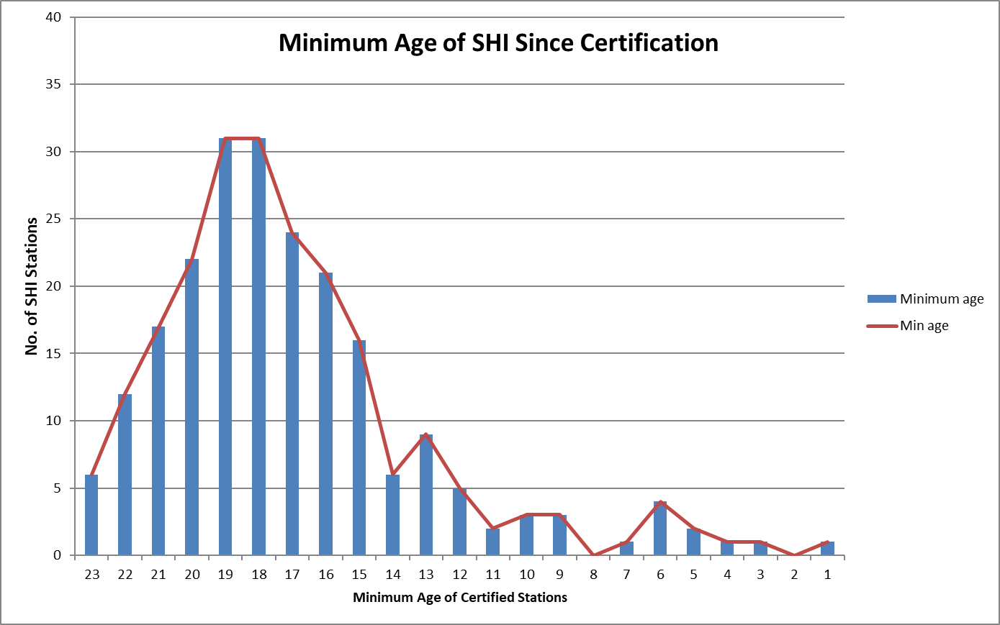 Minimum Age of SHI Since Certification
No. of SHI Stations
40
35
30
25
20
15
10
5
0
23 22 21 20 19 18 17 16 15 14 13 12 11 10 9 8 7 6 5 4 3 2 1
Minimum Age of Certified Stations
Minimum age
Min age